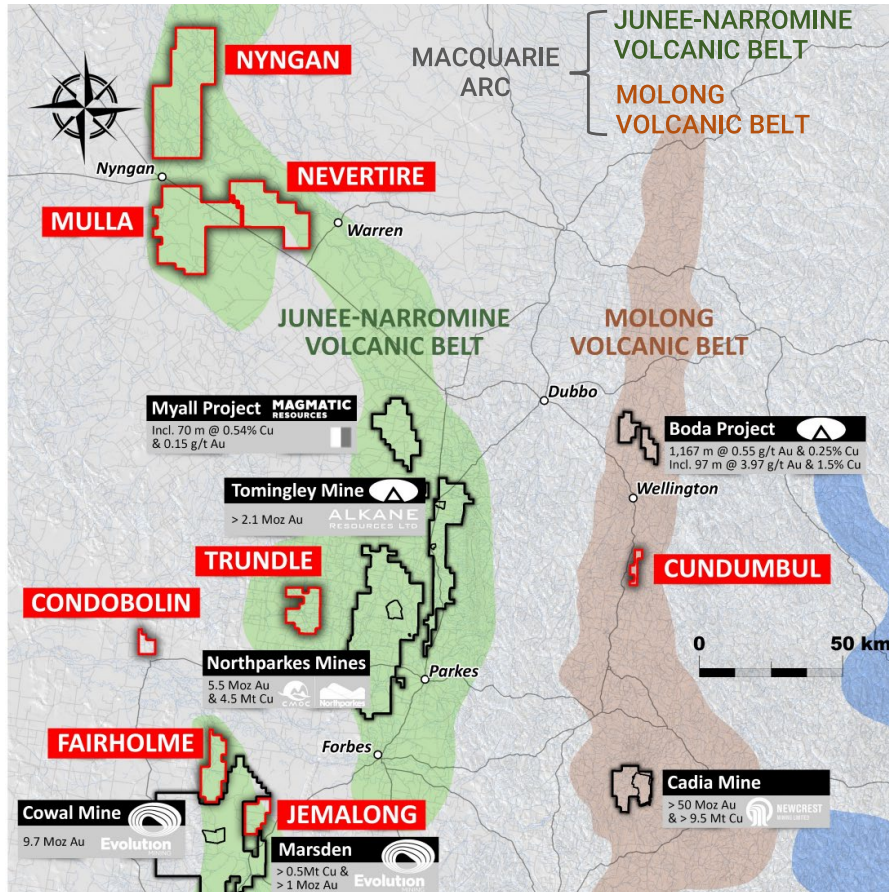 JUNEE-NARROMINE
VOLCANIC BELT
MACQUARIE
ARC
MOLONG
VOLCANIC BELT
NYNGAN
Nyngan
NEVERTIRE
MULLA
Warren
JUNEE-NARROMINE
VOLCANIC BELT
MOLONG
VOLCANIC BELT
Dubbo
Myall Project MAGMATIC
RESOURCES
Incl. 70 m @ 0.54% Cu
& 0.15 g/t Au
Boda Project
1,167 m @ 0.55 g/t Au & 0.25% Cu
Incl. 97 m @ 3.97 g/t Au & 1.5% Cu
Tomingley Mine
> 2.1 Moz Au
ALKANE
RESOURCES LTD
Wellington
TRUNDLE
CUNDUMBUL
CONDOBOLIN
0 50 km
Northparkes Mines
5.5 Moz Au
& 4.5 Mt Cu
CMOC
Northparkes
Parkes
FAIRHOLME
Forbes
Cadia Mine
> 50 Moz Au
& > 9.5 Mt Cu
NEWCREST
MINING LIMITED
Cowal Mine
9.7 Moz Au
Evolution
JEMALONG
Marsden
> 0.5Mt Cu &
> 1 Moz Au
Evolution